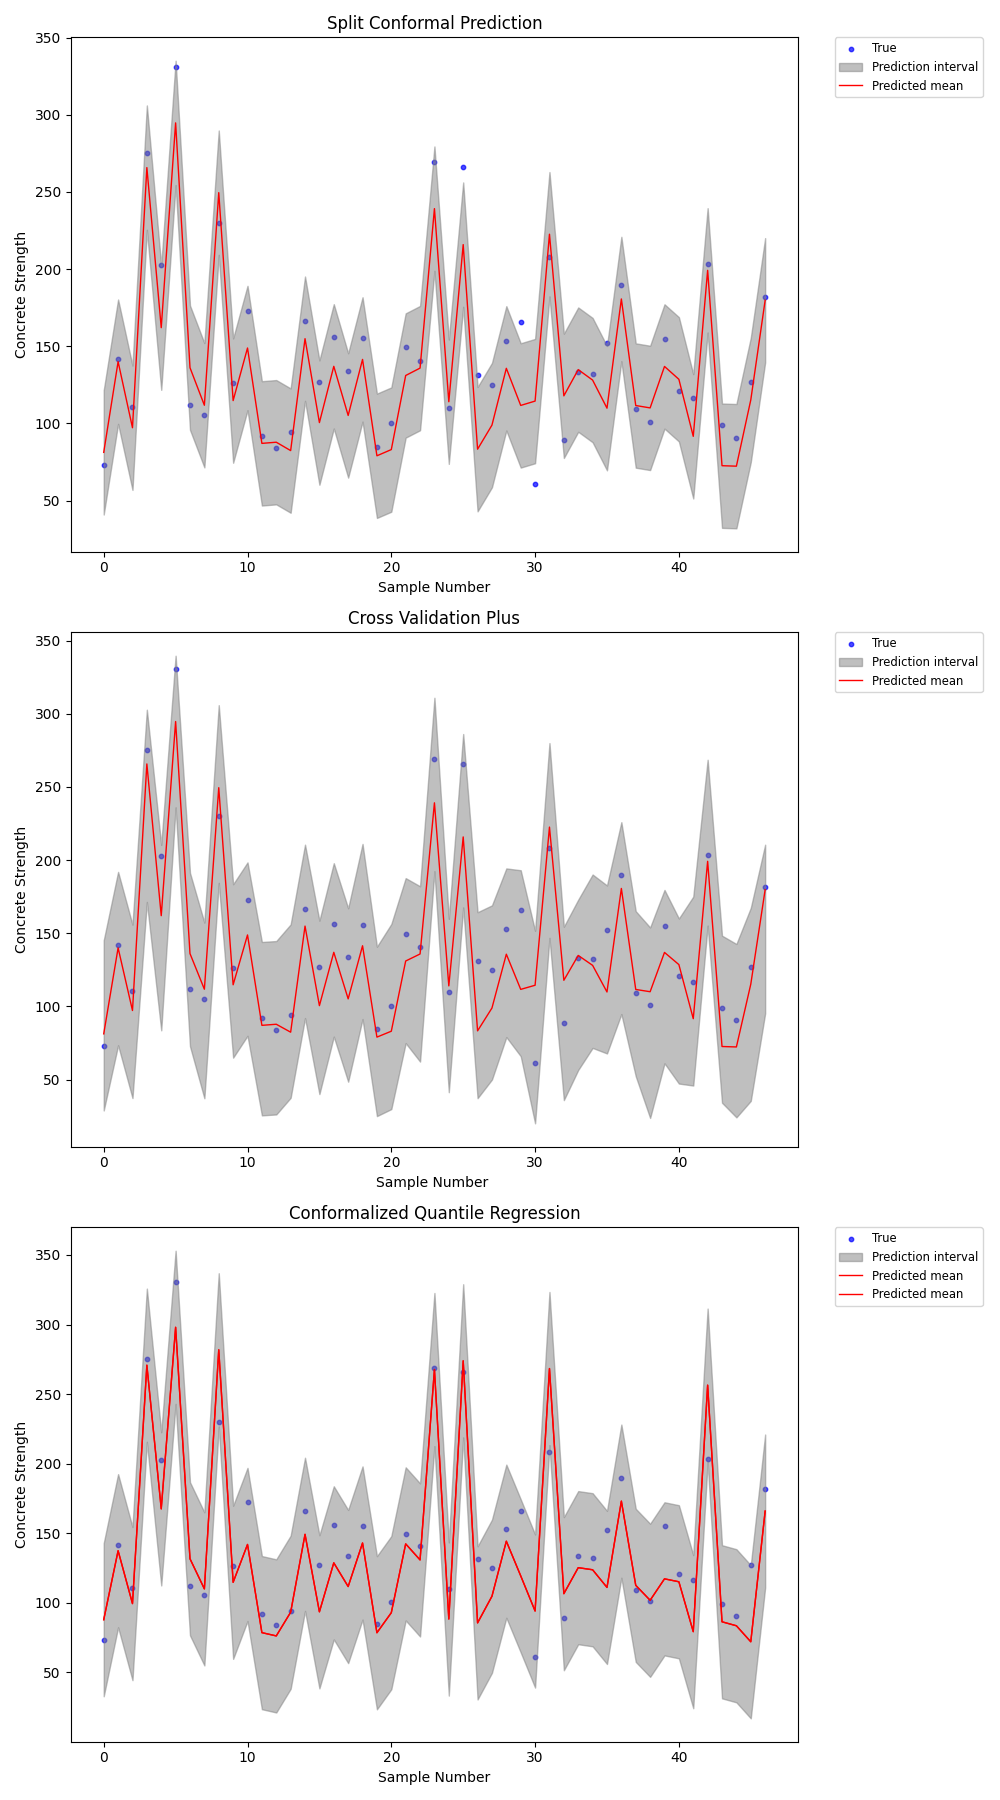 Split Conformal Prediction
350
300
250
200
150
100
50
Concrete Strength
0 10 20 30 40
Sample Number
True
Prediction interval
Predicted mean
Cross Validation Plus
350
300
250
200
150
100
50
Concrete Strength
0 10 20 30 40
Sample Number
True
Prediction interval
Predicted mean
Conformalized Quantile Regression
350
300
250
200
150
100
50
Concrete Strength
0 10 20 30 40
Sample Number
True
Prediction interval
Predicted mean
Predicted mean